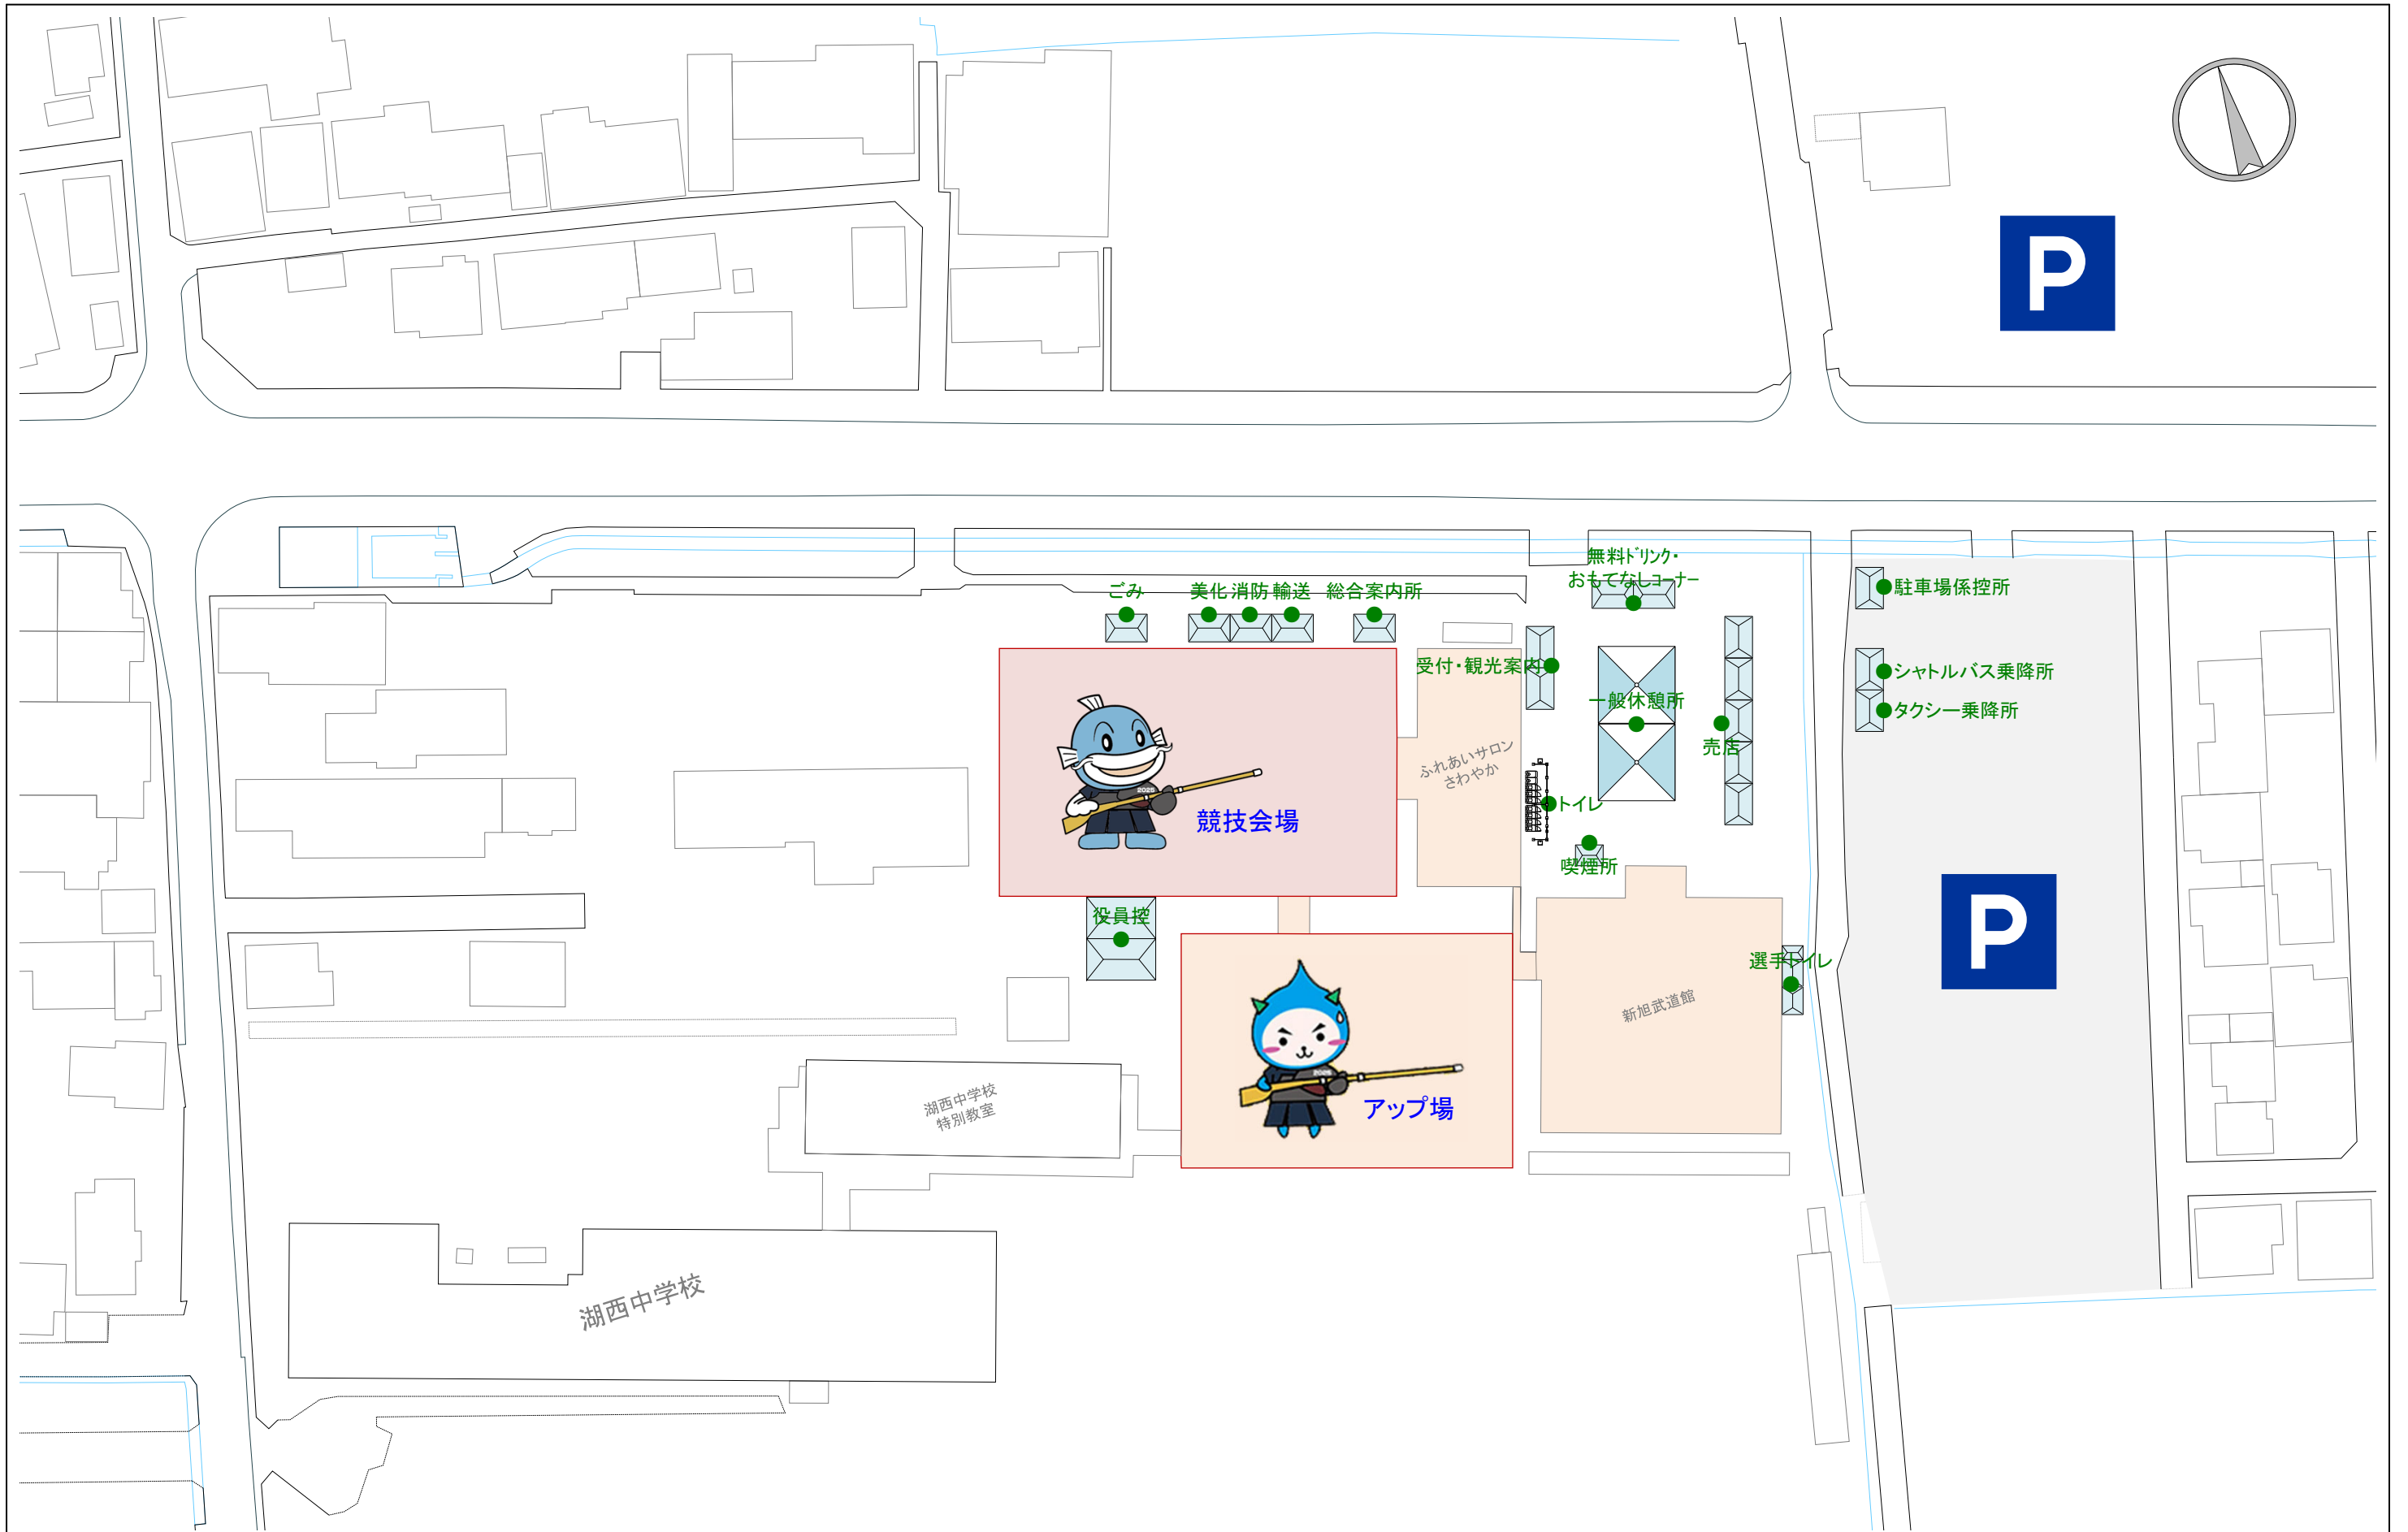 P
無料ドリンク・
おもてなしコーナー
ごみ
美化
消防
輸送
総合案内所
駐車場係控所
受付・観光案内
シャトルバス乗降所
一般休憩所
タクシー乗降所
売店
ふれあいサロン
さわやか
2025
トイレ
競技会場
喫煙所
役員控
P
選手トイレ
新旭武道館
2025
アップ場
湖西中学校
特別教室
湖西中学校